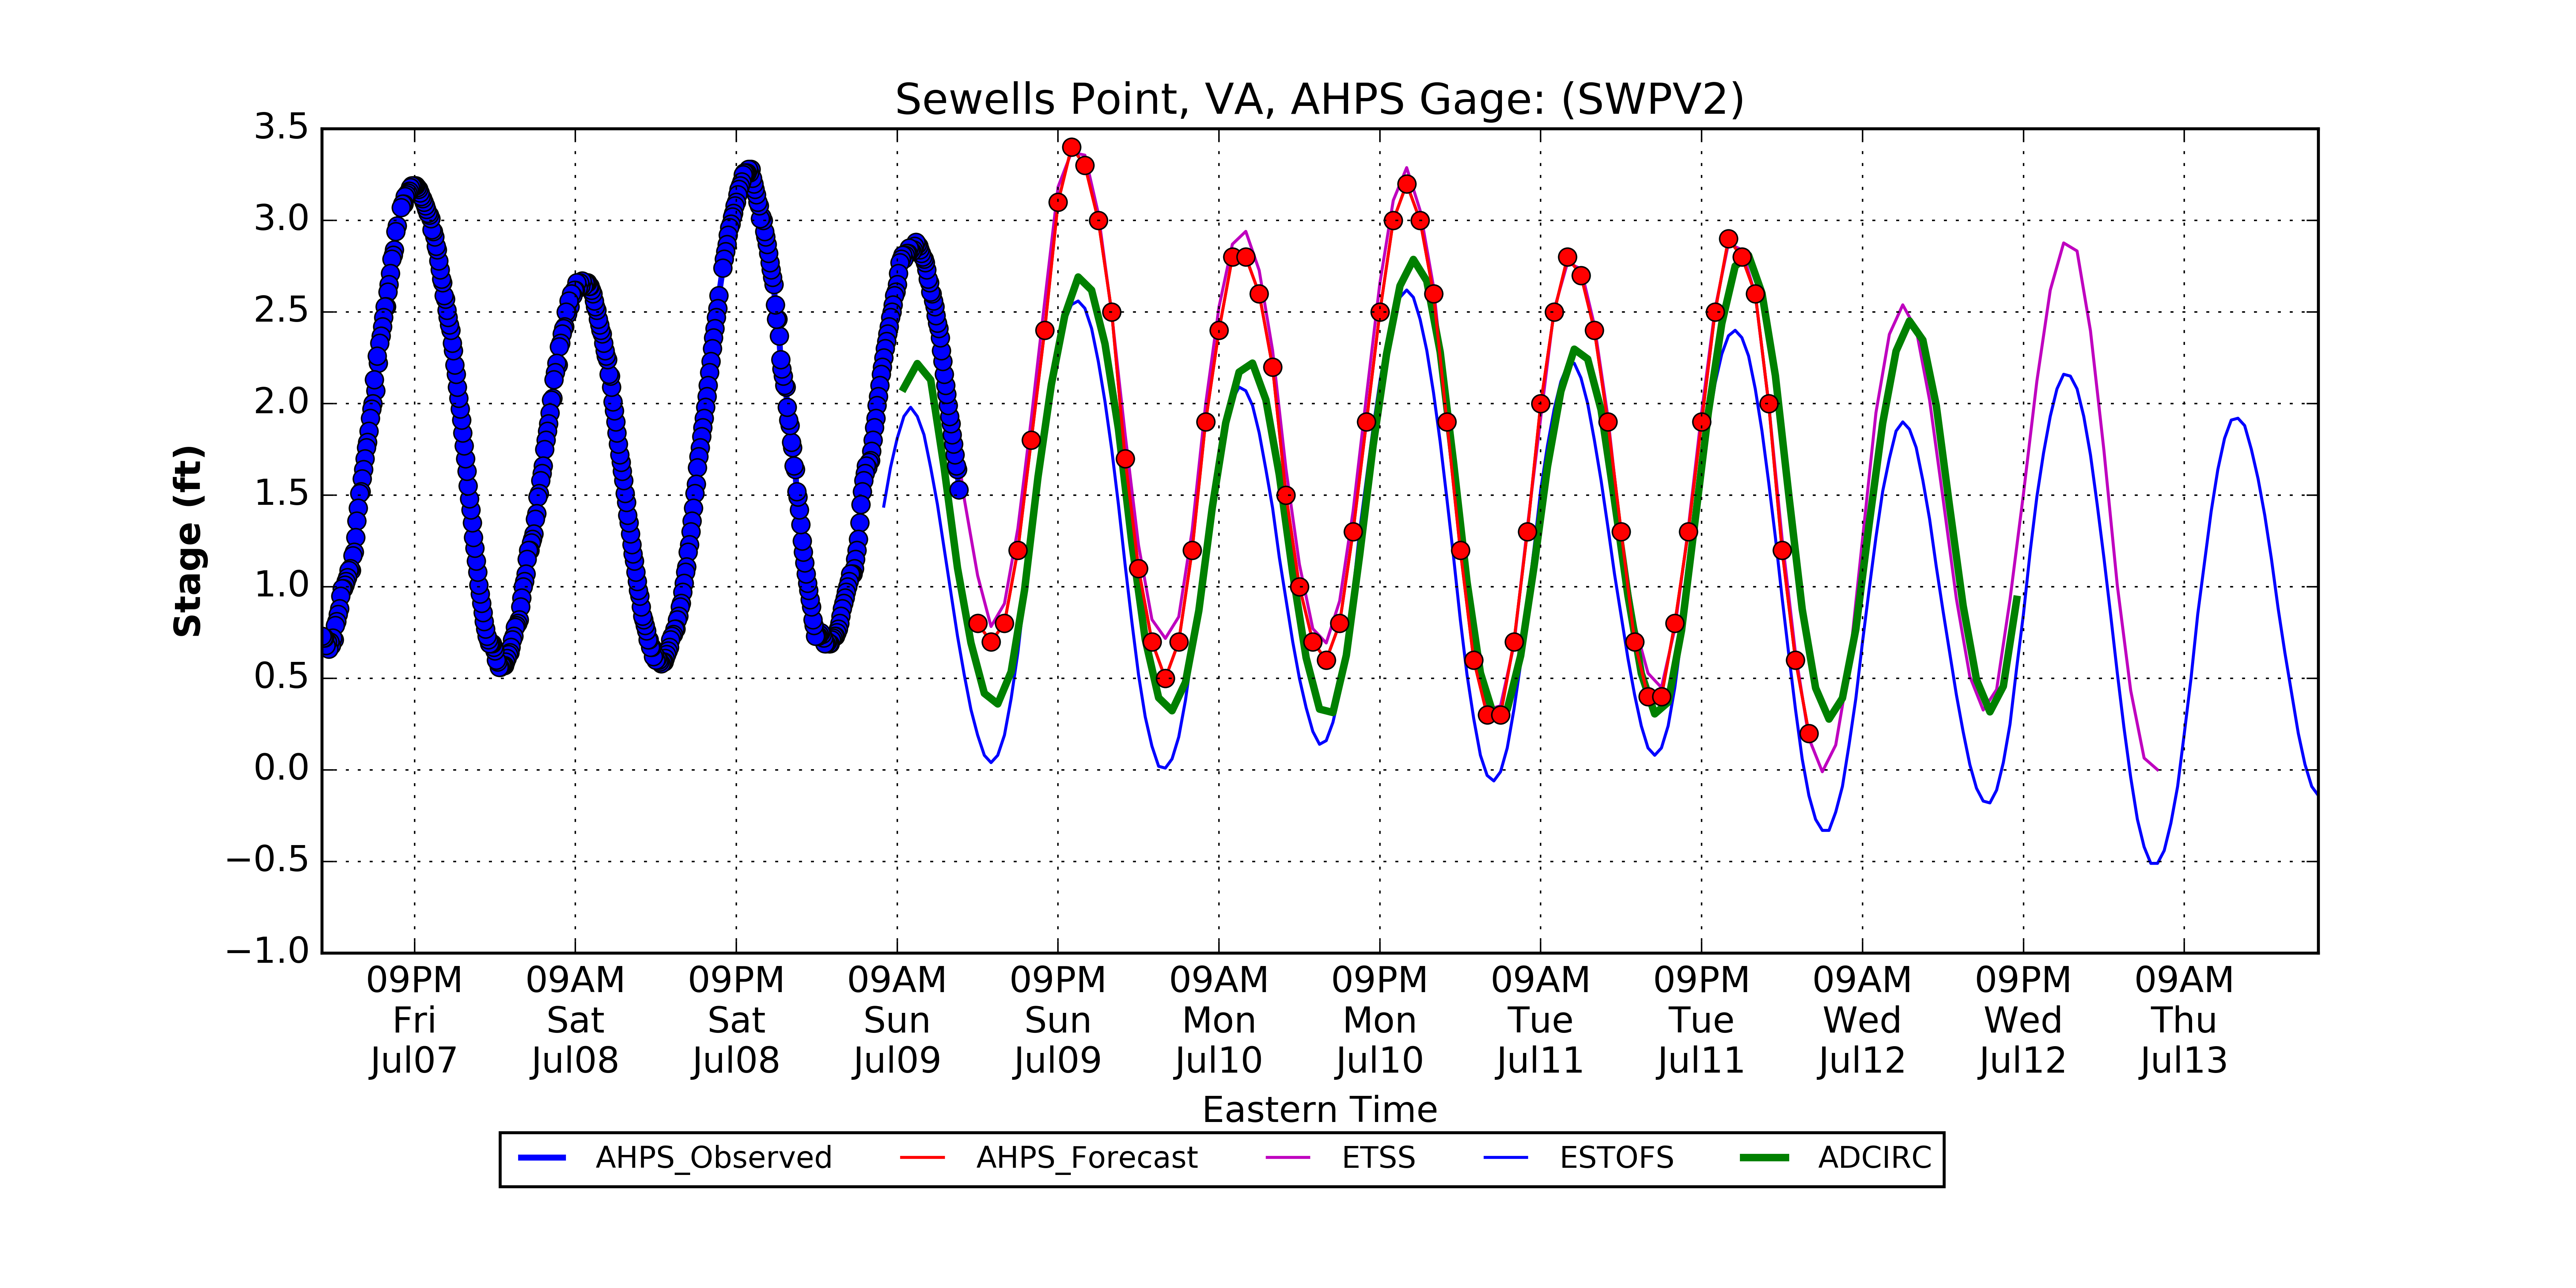 Sewells Point, VA, AHPS Gage: (SWPV2)
Stage (ft)
3.5
3.0
2.5
2.0
1.5
1.0
0.5
0.0
−0.5
−1.0
09PM 09AM 09PM 09AM 09PM 09AM 09PM 09AM 09PM 09AM 09PM 09AM
Fri Sat Sat Sun Sun Mon Mon Tue Tue Wed Wed Thu
Jul07 Jul08 Jul08 Jul09 Jul09 Jul10 Jul10 Jul11 Jul11 Jul12 Jul12 Jul13
Eastern Time
AHPS_Observed AHPS_Forecast ETSS ESTOFS ADCIRC